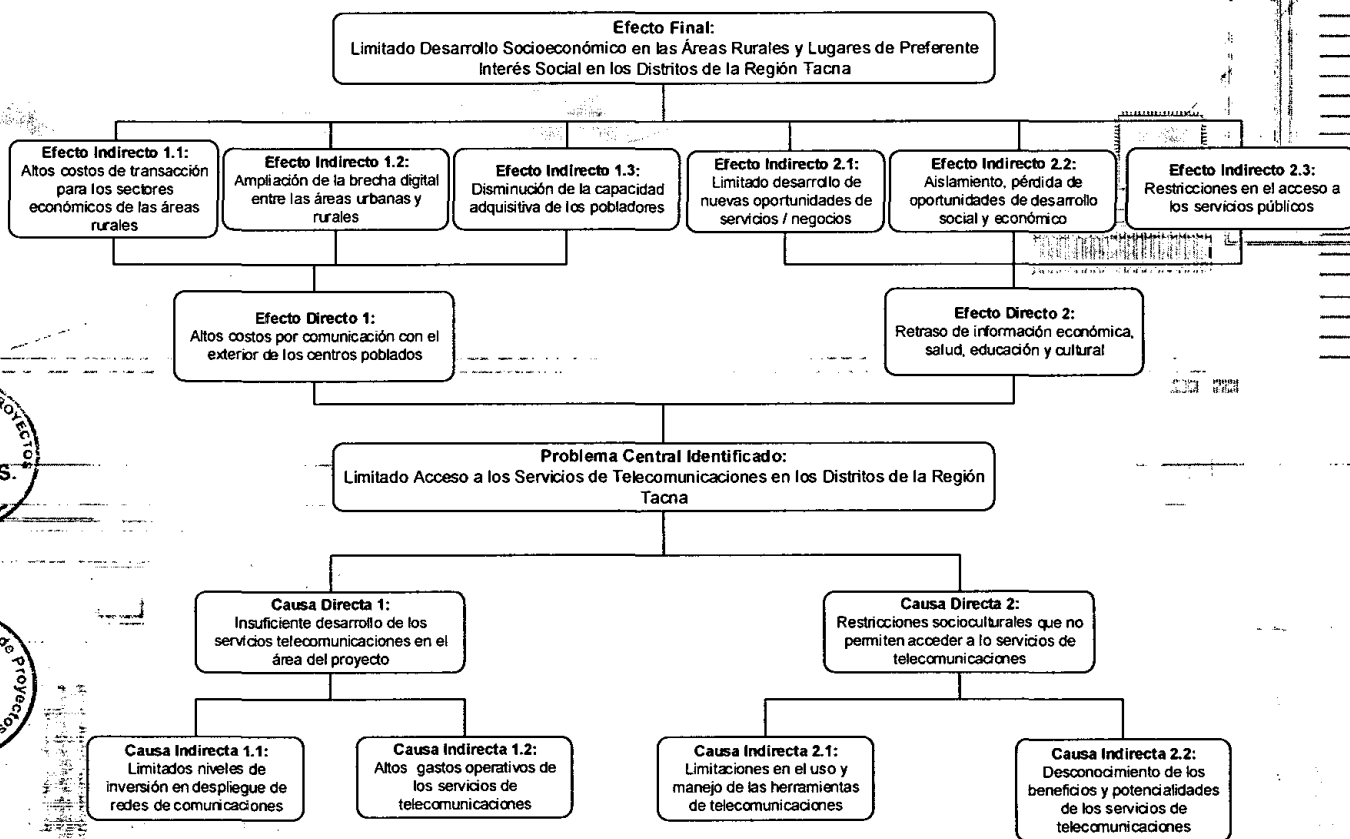 Efecto Final:
Limitado Desarrollo Socioeconómico en las Áreas Rurales y Lugares de Preferente
Interés Social en los Distritos de la Región Tacna
Efecto Indirecto 1.1:
Altos costos de transacción
para los sectores
económicos de las áreas
rurales
Efecto Indirecto 1.2:
Ampliación de la brecha digital
entre las áreas urbanas y
rurales
Efecto Indirecto 1.3:
Disminución de la capacidad
adquisitiva de los pobladores
Efecto Indirecto 2.1:
Limitado desarrollo de
nuevas oportunidades de
servicios / negocios
Efecto Indirecto 2.2:
Aislamiento, pérdida de
oportunidades de desarrollo
social y económico
Efecto Indirecto 2.3:
Restricciones en el acceso a
los servicios públicos
Efecto Directo 1:
Altos costos por comunicación con el
exterior de los centros poblados
Efecto Directo 2:
Retraso de información económica,
salud, educación y cultural
PROYECTOS
S.
Problema Central Identificado:
Limitado Acceso a los Servicios de Telecomunicaciones en los Distritos de la Región
Tacna
Causa Directa 1:
Insuficiente desarrollo de los
servicios telecomunicaciones en el
área del proyecto
Causa Directa 2:
Restricciones socioculturales que no
permiten acceder a lo servicios de
telecomunicaciones
de Proyectos
Causa Indirecta 1.1:
Limitados niveles de
inversión en despliegue de
redes de comunicaciones
Causa Indirecta 1.2:
Altos gastos operativos de
los servicios de
telecomunicaciones
Causa Indirecta 2.1:
Limitaciones en el uso y
manejo de las herramientas
de telecomunicaciones
Causa Indirecta 2.2:
Desconocimiento de los
beneficios y potencialidades
de los servicios de
telecomunicaciones